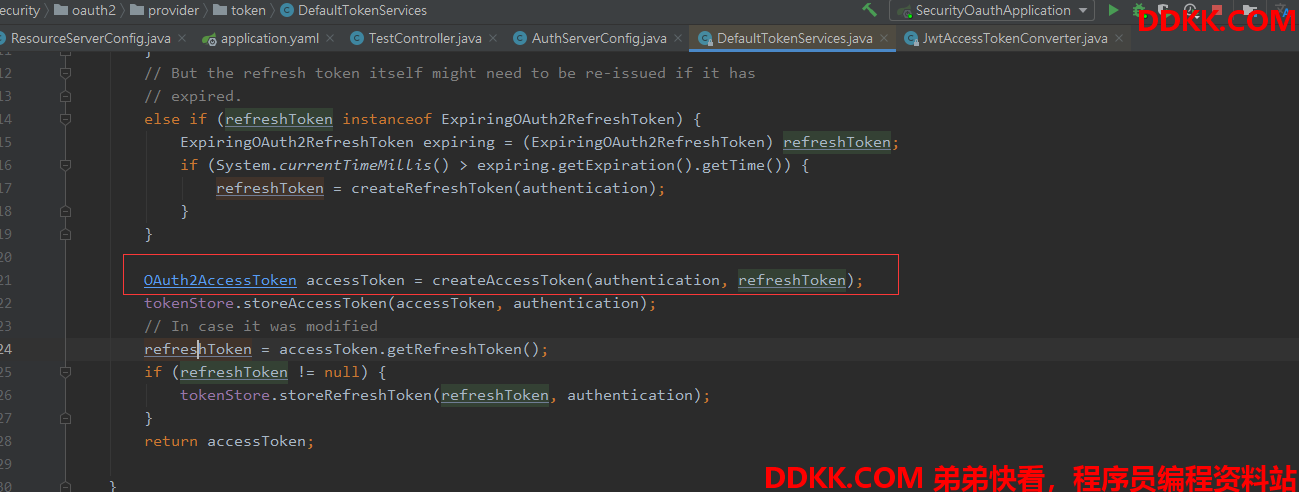 ecurity oauth2 provider token DefaultTokenServices SecurityOauthApplication
DDKK.COM
ResourceServerConfig.java application.yaml TestController.java AuthServerConfig.java DefaultTokenServices.java JwtAccessTokenConverter.java
11 }
12 // But the refresh token itself might need to be re-issued if it has
13 // expired.
14 else if (refreshToken instanceof ExpiringOAuth2RefreshToken) {
15 ExpiringOAuth2RefreshToken expiring = (ExpiringOAuth2RefreshToken) refreshToken;
16 if (System.currentTimeMillis() > expiring.getExpiration().getTime()) {
17 refreshToken = createRefreshToken(authentication);
18 }
19 }
20
21 OAuth2AccessToken accessToken = createAccessToken(authentication, refreshToken);
22 tokenStore.storeAccessToken(accessToken, authentication);
23 // In case it was modified
24 refreshToken = accessToken.getRefreshToken();
25 if (refreshToken != null) {
26 tokenStore.storeRefreshToken(refreshToken, authentication);
27 }
28 return accessToken;
29
30 }
DDKK.COM 弟弟快看，程序员编程资料站